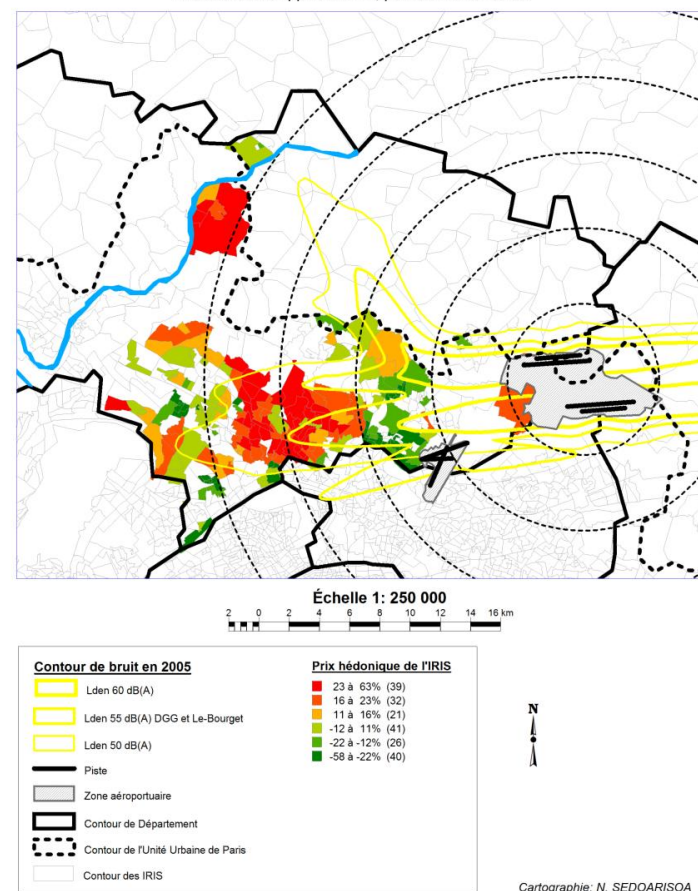 Échelle 1: 250 000
2 0 2 4 6 8 10 12 14 16 km
Contour de bruit en 2005
Lden 60 dB(A)
Lden 55 dB(A) DGG et Le-Bourget
Lden 50 dB(A)
Piste
Zone aéroportuaire
Contour de Département
Contour de l'Unité Urbaine de Paris
Contour des IRIS
Prix hédonique de l'IRIS
23 à 63% (39)
16 à 23% (32)
11 à 16% (21)
-12 à 11% (41)
-22 à -12% (26)
-58 à -22% (40)
N
Cartographie: N. SEDOARISOA